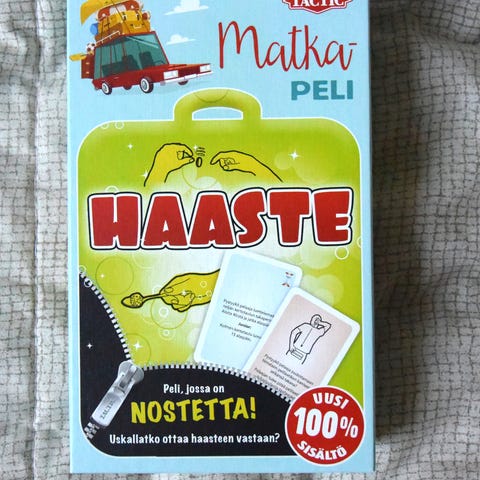 TACTIC
Matka-
PELI
HAASTE
Peli, jossa on
NOSTETTA!
Uskallatko ottaa haasteen vastaan?
UUSI
100%
SISÄLTÖ